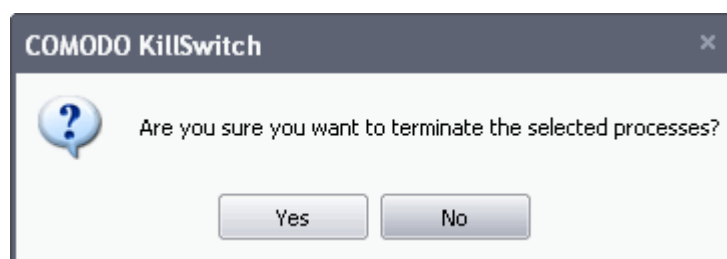 COMODO KillSwitch
Are you sure you want to terminate the selected processes?
Yes No